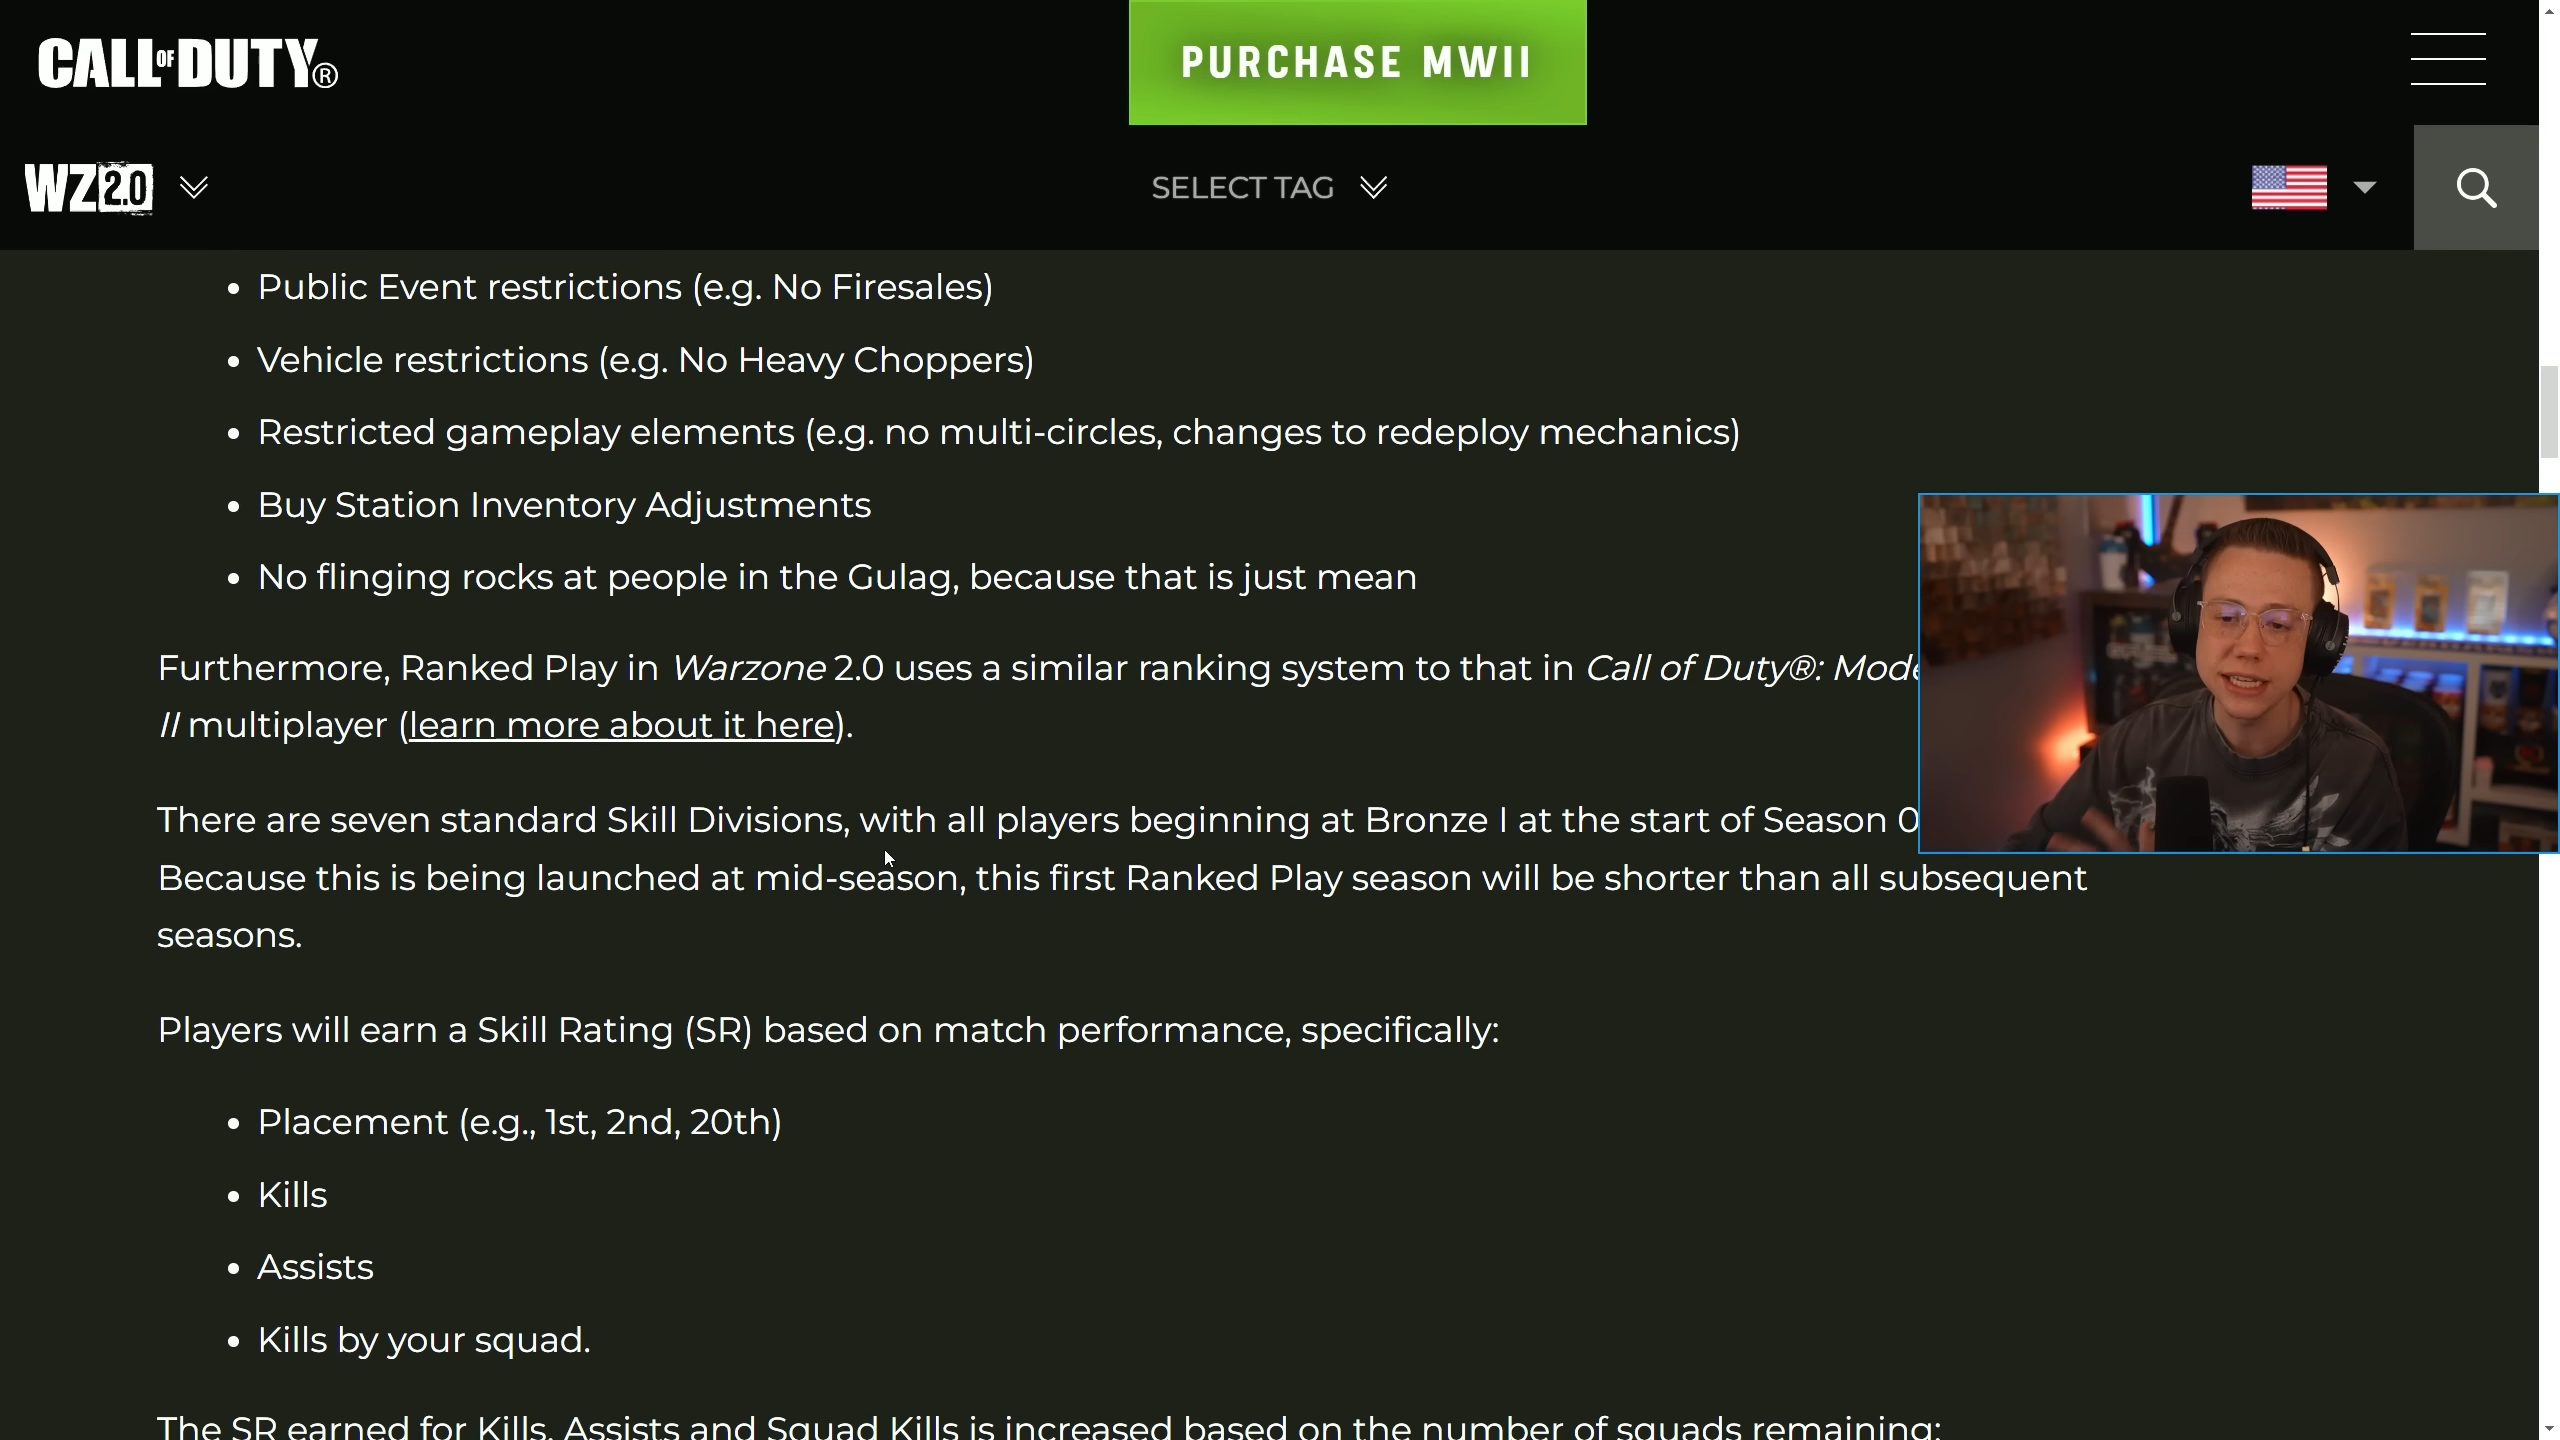 CALL OF DUTY®
PURCHASE MWII
WZ 2.0
SELECT TAG
• Public Event restrictions (e.g. No Firesales)
• Vehicle restrictions (e.g. No Heavy Choppers)
• Restricted gameplay elements (e.g. no multi-circles, changes to redeploy mechanics)
• Buy Station Inventory Adjustments
• No flinging rocks at people in the Gulag, because that is just mean
Furthermore, Ranked Play in Warzone 2.0 uses a similar ranking system to that in Call of Duty®:
II multiplayer (learn more about it here).
There are seven standard Skill Divisions, with all players beginning at Bronze I at the start of Season
Because this is being launched at mid-season, this first Ranked Play season will be shorter than all subsequent
seasons.
Players will earn a Skill Rating (SR) based on match performance, specifically:
• Placement (e.g., 1st, 2nd, 20th)
• Kills
• Assists
• Kills by your squad.
The SR earned for Kills, Assists and Squad Kills is increased based on the number of squads remaining: